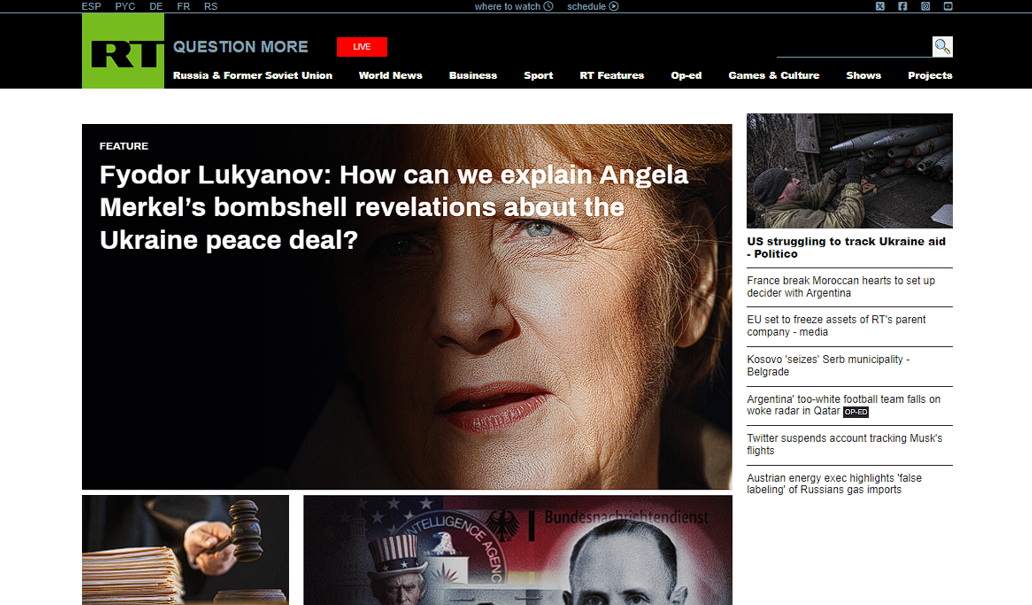 ESP РУС DE FR RS
where to watch schedule
RT
QUESTION MORE
LIVE
Russia & Former Soviet Union World News Business Sport RT Features Op-ed Games & Culture Shows Projects
FEATURE
Fyodor Lukyanov: How can we explain Angela
Merkel’s bombshell revelations about the
Ukraine peace deal?
US struggling to track Ukraine aid
- Politico
France break Moroccan hearts to set up
decider with Argentina
EU set to freeze assets of RT's parent
company - media
Kosovo 'seizes' Serb municipality -
Belgrade
Argentina' too-white football team falls on
woke radar in Qatar OP-ED
Twitter suspends account tracking Musk's
flights
Austrian energy exec highlights 'false
labeling' of Russians gas imports
INTELLIGENCE AGENCY
Bundesnachrichtendienst